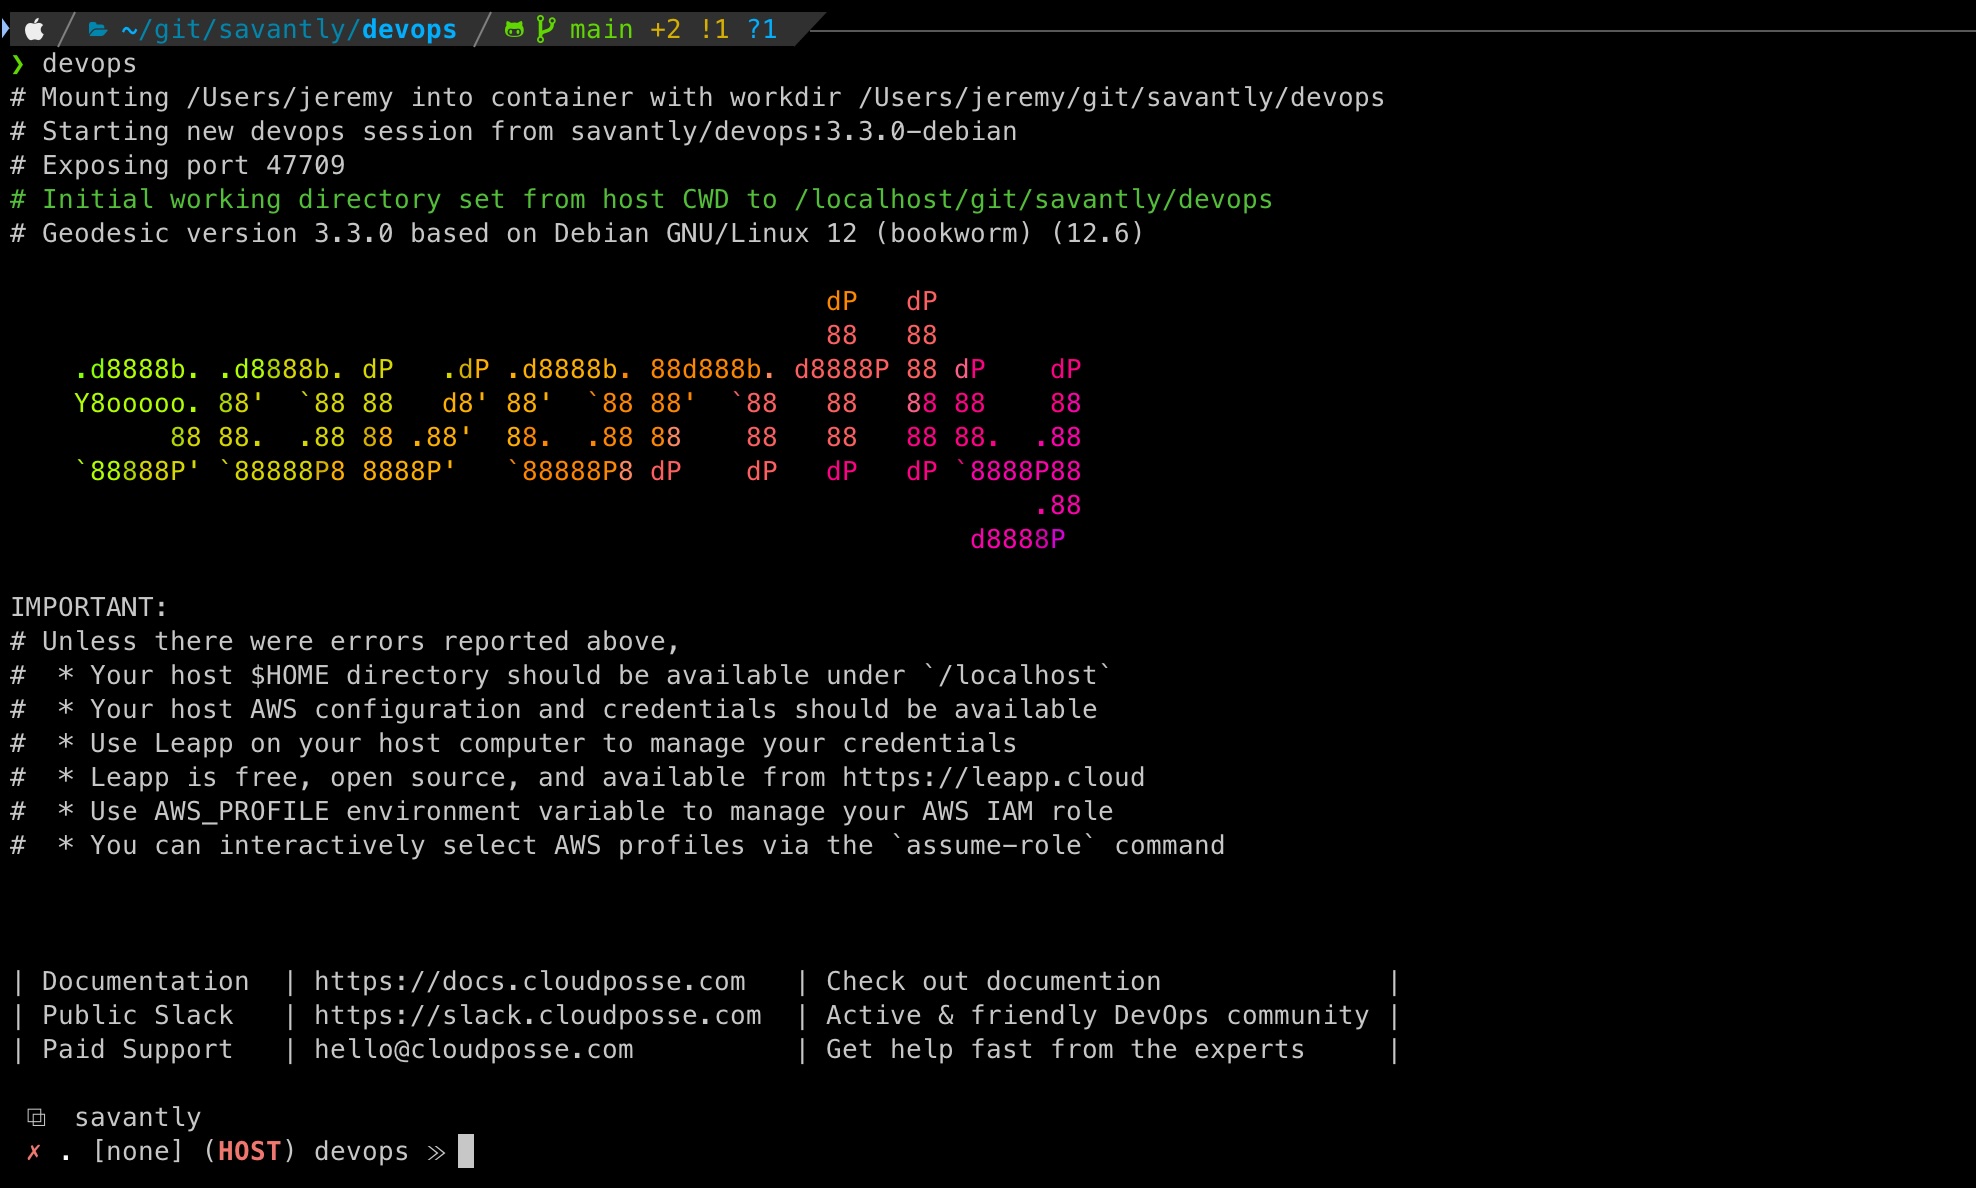 ~/git/savantly/devops main +2 !1 ?1
❯ devops
# Mounting /Users/jeremy into container with workdir /Users/jeremy/git/savantly/devops
# Starting new devops session from savantly/devops:3.3.0-debian
# Exposing port 47709
# Initial working directory set from host CWD to /localhost/git/savantly/devops
# Geodesic version 3.3.0 based on Debian GNU/Linux 12 (bookworm) (12.6)
                                                   dP   dP
                                                   88   88
    .d8888b. .d8888b. dP   .dP .d8888b. 88d888b. d8888P 88 dP    dP
    Y8ooooo. 88'  `88 88   d8' 88'  `88 88'  `88   88   88 88    88
          88 88.  .88 88 .88'  88.  .88 88    88   88   88 88.  .88
    `88888P' `88888P8 8888P'   `88888P8 dP    dP   dP   dP `8888P88
                                                                .88
                                                            d8888P
IMPORTANT:
# Unless there were errors reported above,
#  * Your host $HOME directory should be available under `/localhost`
#  * Your host AWS configuration and credentials should be available
#  * Use Leapp on your host computer to manage your credentials
#  * Leapp is free, open source, and available from https://leapp.cloud
#  * Use AWS_PROFILE environment variable to manage your AWS IAM role
#  * You can interactively select AWS profiles via the `assume-role` command
| Documentation  | https://docs.cloudposse.com   | Check out documention              |
| Public Slack   | https://slack.cloudposse.com  | Active & friendly DevOps community |
| Paid Support   | hello@cloudposse.com          | Get help fast from the experts     |
⧉  savantly
✗ . [none] (HOST) devops ⨠